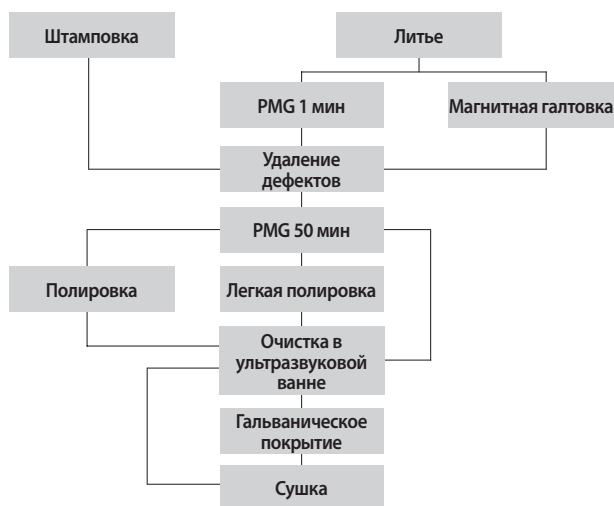 Штамповка
Литье
PMG 1 мин
Магнитная галтовка
Удаление
дефектов
PMG 50 мин
Полировка
Легкая полировка
Очистка в
ультразвуковой
ванне
Гальваническое
покрытие
Сушка